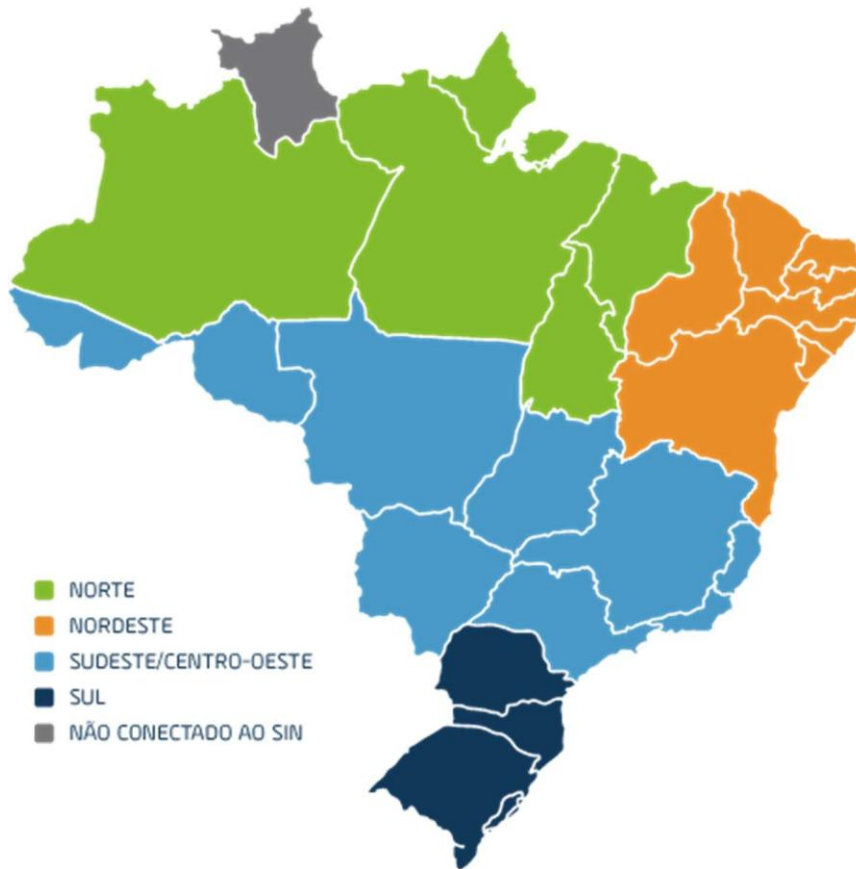 NORTE
NORDESTE
SUDESTE/CENTRO-OESTE
SUL
NÃO CONECTADO AO SIN